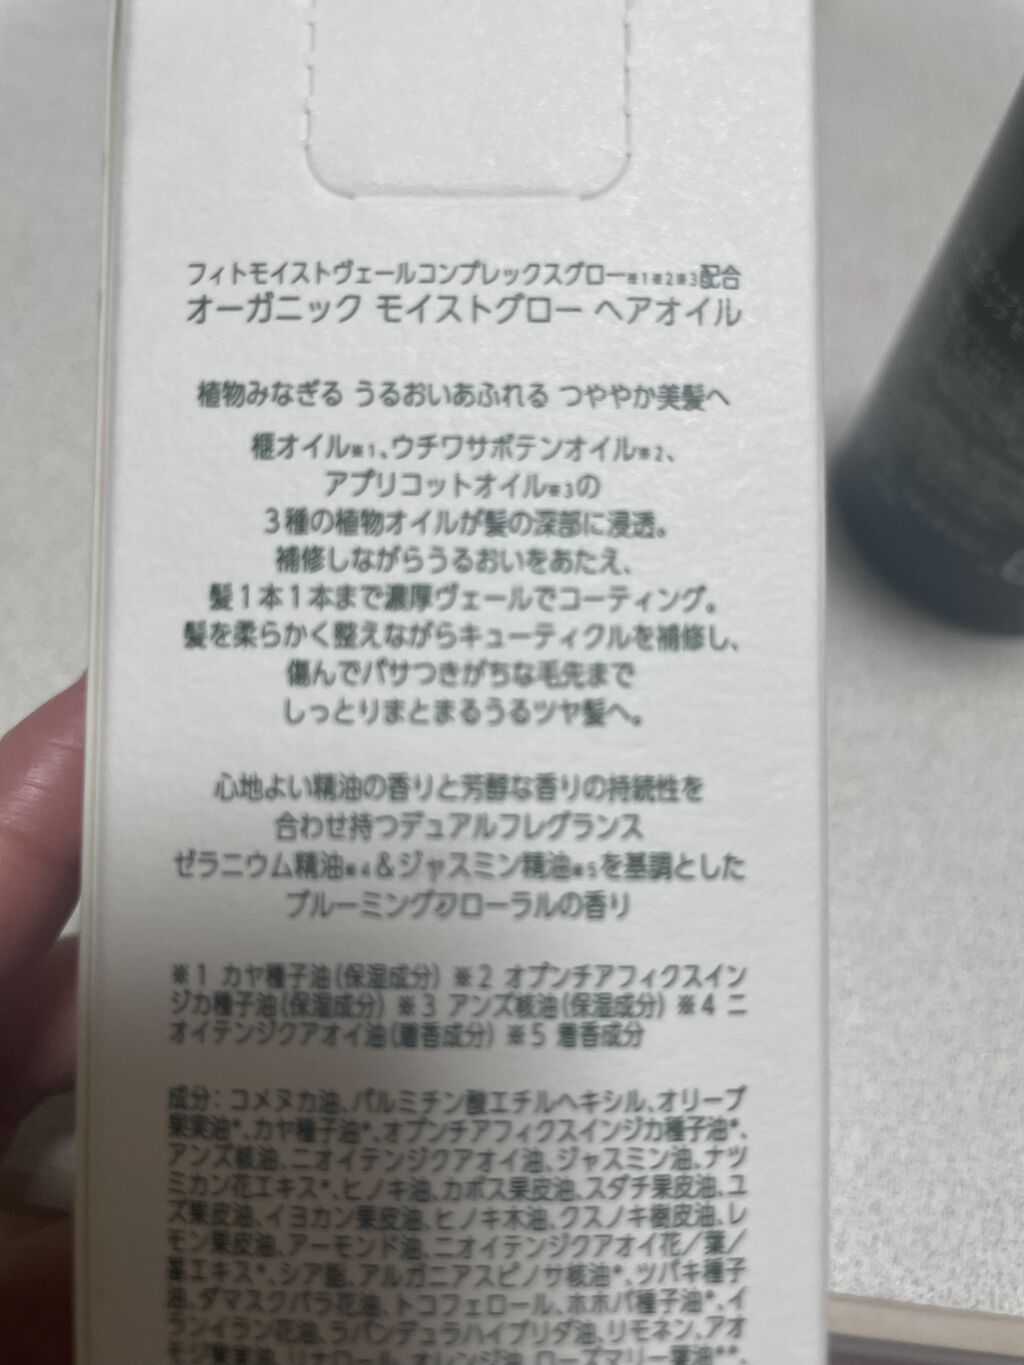 フィトモイストヴェールコンプレックスグロー※1※2※3配合
オーガニック モイストグロー ヘアオイル
植物みなぎる うるおいあふれる つややか美髪へ
榧オイル※1、ウチワサボテンオイル※2、
アプリコットオイル※3の
3種の植物オイルが髪の深部に浸透。
補修しながらうるおいをあたえ、
髪1本1本まで濃厚ヴェールでコーティング。
髪を柔らかく整えながらキューティクルを補修し、
傷んでパサつきがちな毛先まで
しっとりまとまるうるツヤ髪へ。
心地よい精油の香りと芳醇な香りの持続性を
合わせ持つデュアルフレグランス
ゼラニウム精油※4&ジャスミン精油※5を基調とした
ブルーミングフローラルの香り
※1 カヤ種子油(保湿成分) ※2 オプンチアフィクスイン
ジカ種子油(保湿成分) ※3 アンズ核油(保湿成分) ※4 ニ
オイテンジクアオイ油(着香成分) ※5 着香成分
成分：コメヌカ油、パルミチン酸エチルヘキシル、オリーブ
果実油*、カヤ種子油*、オプンチアフィクスインジカ種子油*、
アンズ核油、ニオイテンジクアオイ油、ジャスミン油、ナツ
ミカン花エキス*、ヒノキ油、カボス果皮油、スダチ果皮油、ユ
ズ果皮油、イヨカン果皮油、ヒノキ木油、クスノキ樹皮油、レ
モン果皮油、アーモンド油、ニオイテンジクアオイ花／葉／
茎エキス*、シア脂、アルガニアスピノサ核油*、ツバキ種子
油、ダマスクバラ花油、トコフェロール、ホホバ種子油*、イ
ランイラン花油、ラバンデュラハイブリダ油、リモネン、アオ
モジ果実油、リナロール、オレンジ油、ローズマリー葉油**、